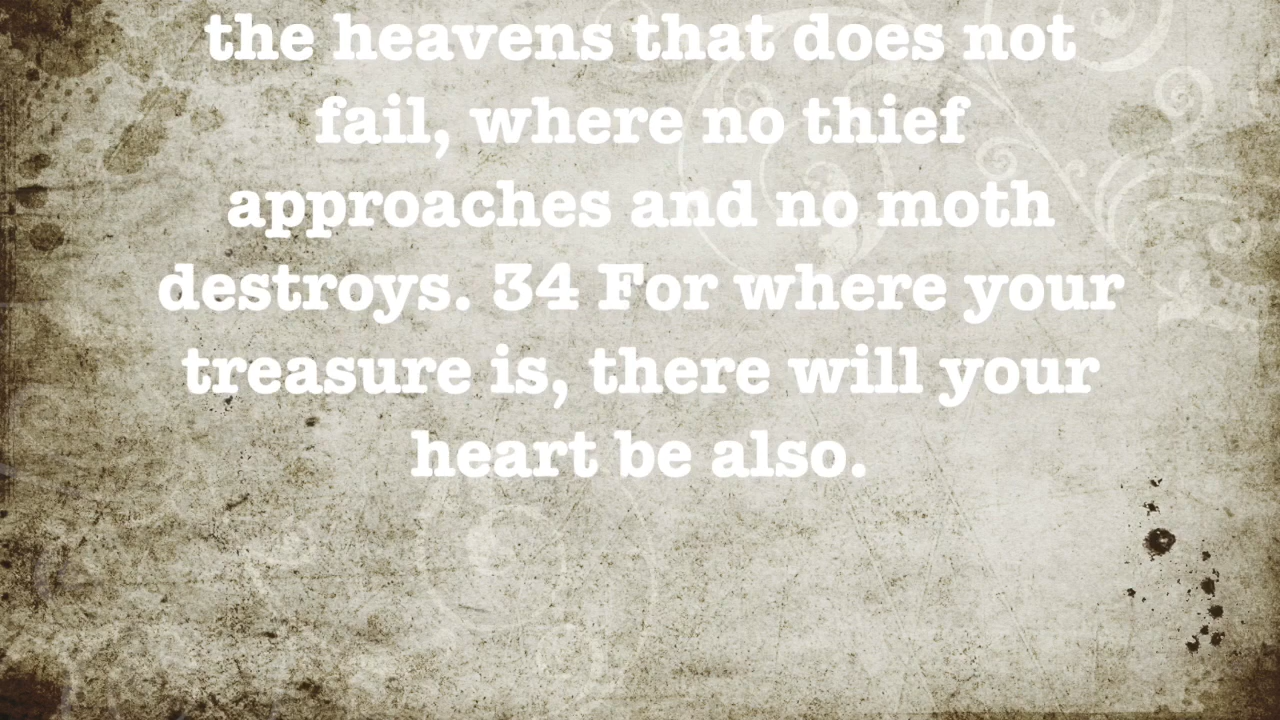 the heavens that does not
fail, where no thief
approaches and no moth
destroys. 34 For where your
treasure is, there will your
heart be also.